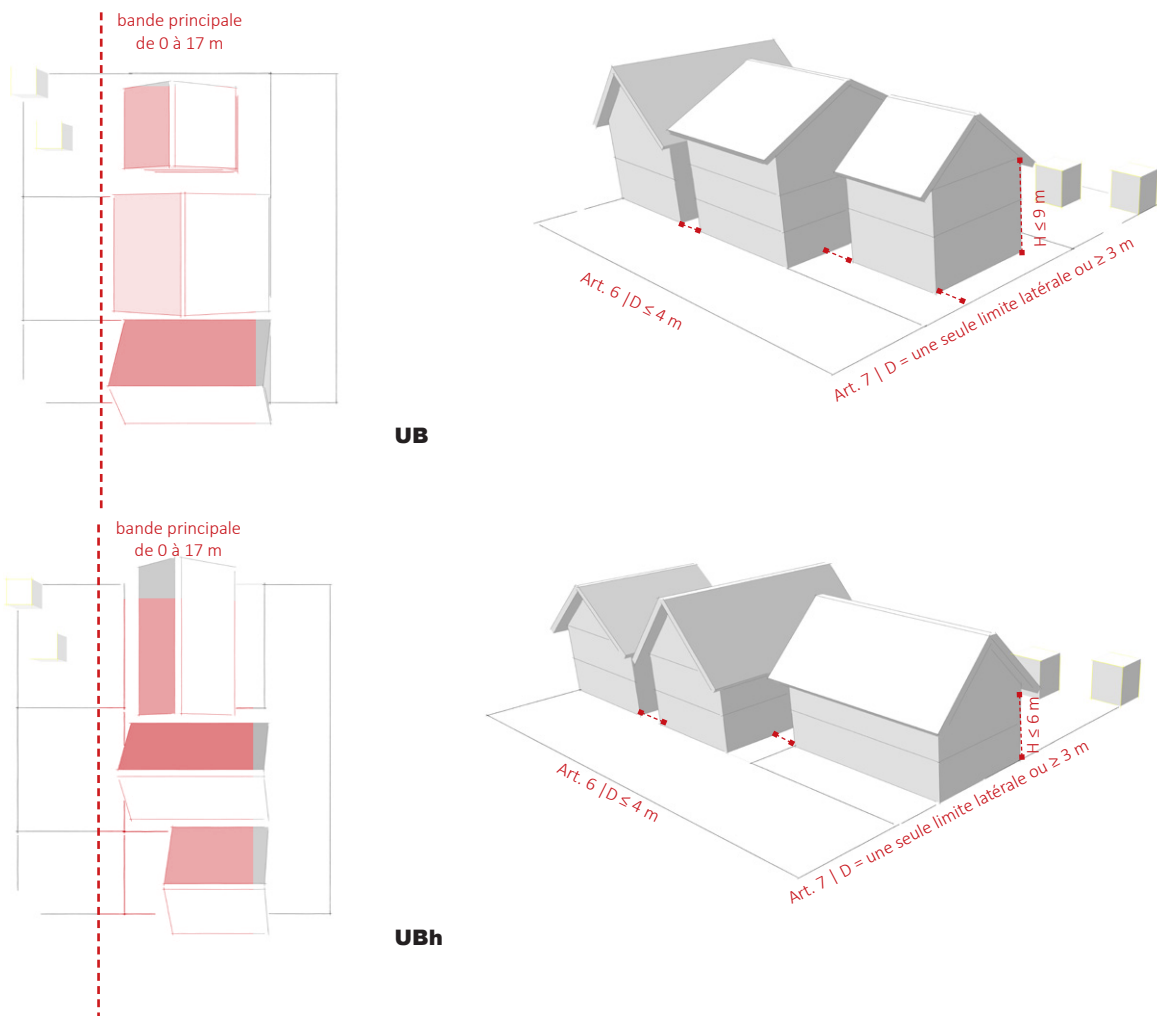 bande principale
de 0 à 17 m
H ≤ 9 m
Art. 6 | D ≤ 4 m
Art. 7 | D = une seule limite latérale ou ≥ 3 m
UB
bande principale
de 0 à 17 m
H ≤ 6 m
Art. 6 | D ≤ 4 m
Art. 7 | D = une seule limite latérale ou ≥ 3 m
UBh